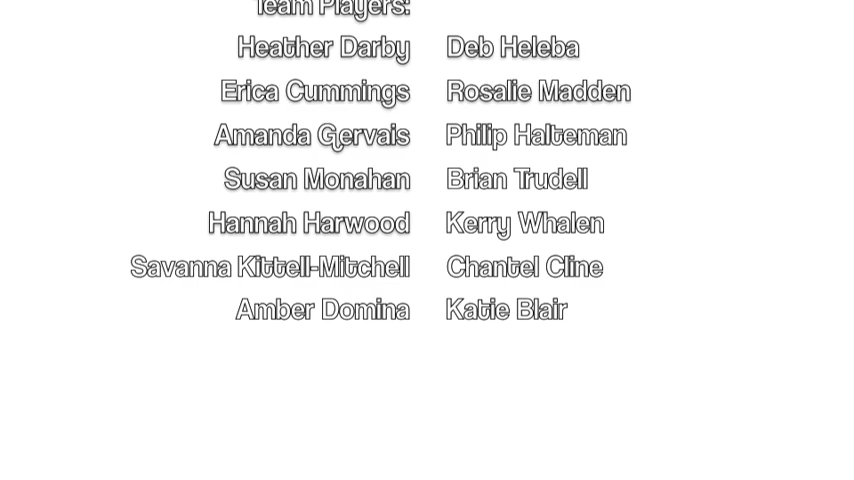 Team Players:
Heather Darby Deb Heleba
Erica Cummings Rosalie Madden
Amanda Gervais Philip Halteman
Susan Monahan Brian Trudell
Hannah Harwood Kerry Whalen
Savanna Kittell-Mitchell Chantel Cline
Amber Domina Katie Blair